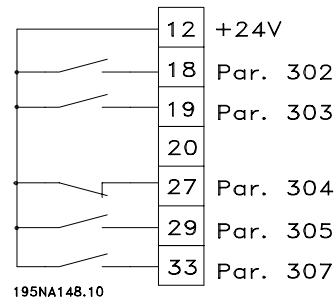 12 +24V
18 Par. 302
19 Par. 303
20
27 Par. 304
29 Par. 305
33 Par. 307
195NA148.10